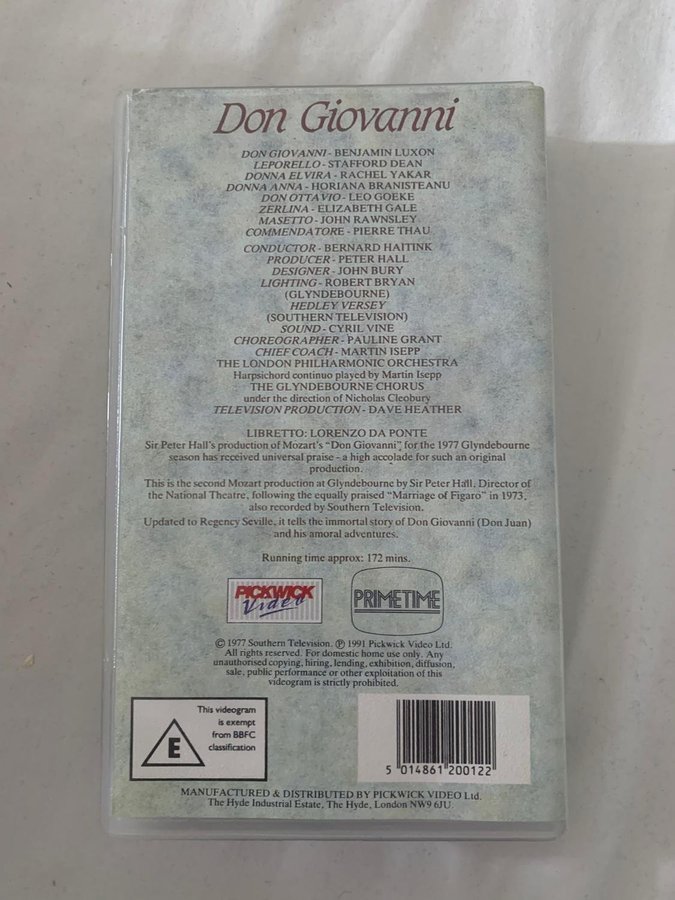 Don Giovanni
DON GIOVANNI - BENJAMIN LUXON
LEPORELLO - STAFFORD DEAN
DONNA ELVIRA - RACHEL YAKAR
DONNA ANNA - HORIANA BRANISTEANU
DON OTTAVIO - LEO GOEKE
ZERLINA - ELIZABETH GALE
MASETTO - JOHN RAWNSLEY
COMMENDATORE - PIERRE THAU
CONDUCTOR - BERNARD HAITINK
PRODUCER - PETER HALL
DESIGNER - JOHN BURY
LIGHTING - ROBERT BRYAN
(GLYNDEBOURNE)
HEDLEY VERSEY
(SOUTHERN TELEVISION)
SOUND - CYRIL VINE
CHOREOGRAPHER - PAULINE GRANT
CHIEF COACH - MARTIN ISEPP
THE LONDON PHILHARMONIC ORCHESTRA
Harpsichord continuo played by Martin Isepp
THE GLYNDEBOURNE CHORUS
under the direction of Nicholas Cleobury
TELEVISION PRODUCTION - DAVE HEATHER
LIBRETTO: LORENZO DA PONTE
Sir Peter Hall's production of Mozart's "Don Giovanni" for the 1977 Glyndebourne
season has received universal praise - a high accolade for such an original
production.
This is the second Mozart production at Glyndebourne by Sir Peter Hall, Director of
the National Theatre, following the equally praised "Marriage of Figaro" in 1973,
also recorded by Southern Television.
Updated to Regency Seville, it tells the immortal story of Don Giovanni (Don Juan)
and his amoral adventures.
Running time approx: 172 mins.
PICKWICK
Video
PRIMETIME
© 1977 Southern Television. ℗ 1991 Pickwick Video Ltd.
All rights reserved. For domestic home use only. Any
unauthorised copying, hiring, lending, exhibition, diffusion,
sale, public performance or other exploitation of this
videogram is strictly prohibited.
This videogram
is exempt
from BBFC
classification
E
5 014861 200122
MANUFACTURED & DISTRIBUTED BY PICKWICK VIDEO Ltd.
The Hyde Industrial Estate, The Hyde, London NW9 6JU